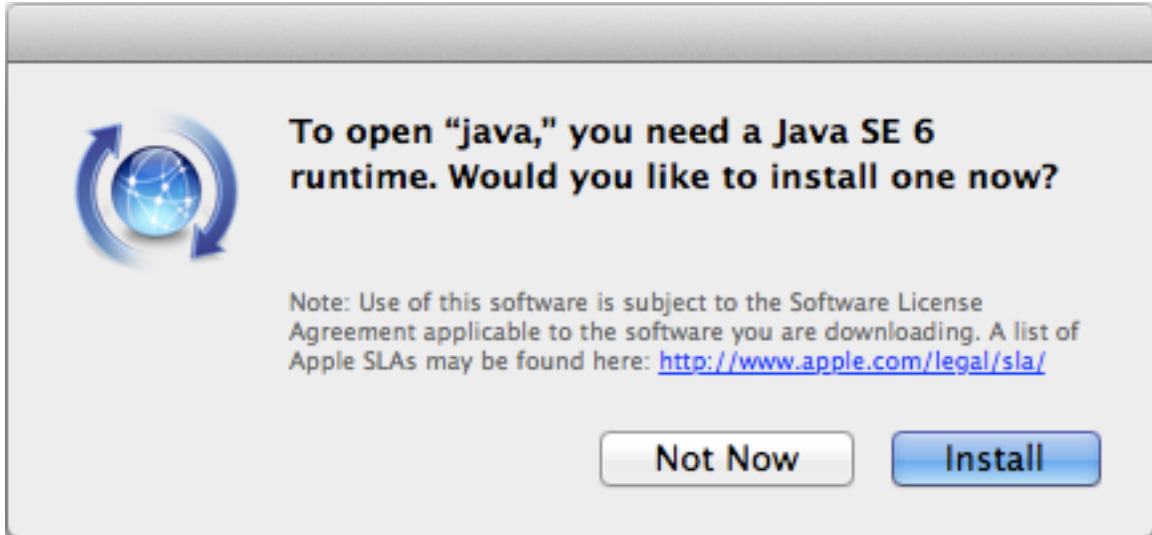 To open “java,” you need a Java SE 6
runtime. Would you like to install one now?
Note: Use of this software is subject to the Software License
Agreement applicable to the software you are downloading. A list of
Apple SLAs may be found here: http://www.apple.com/legal/sla/
Not Now
Install